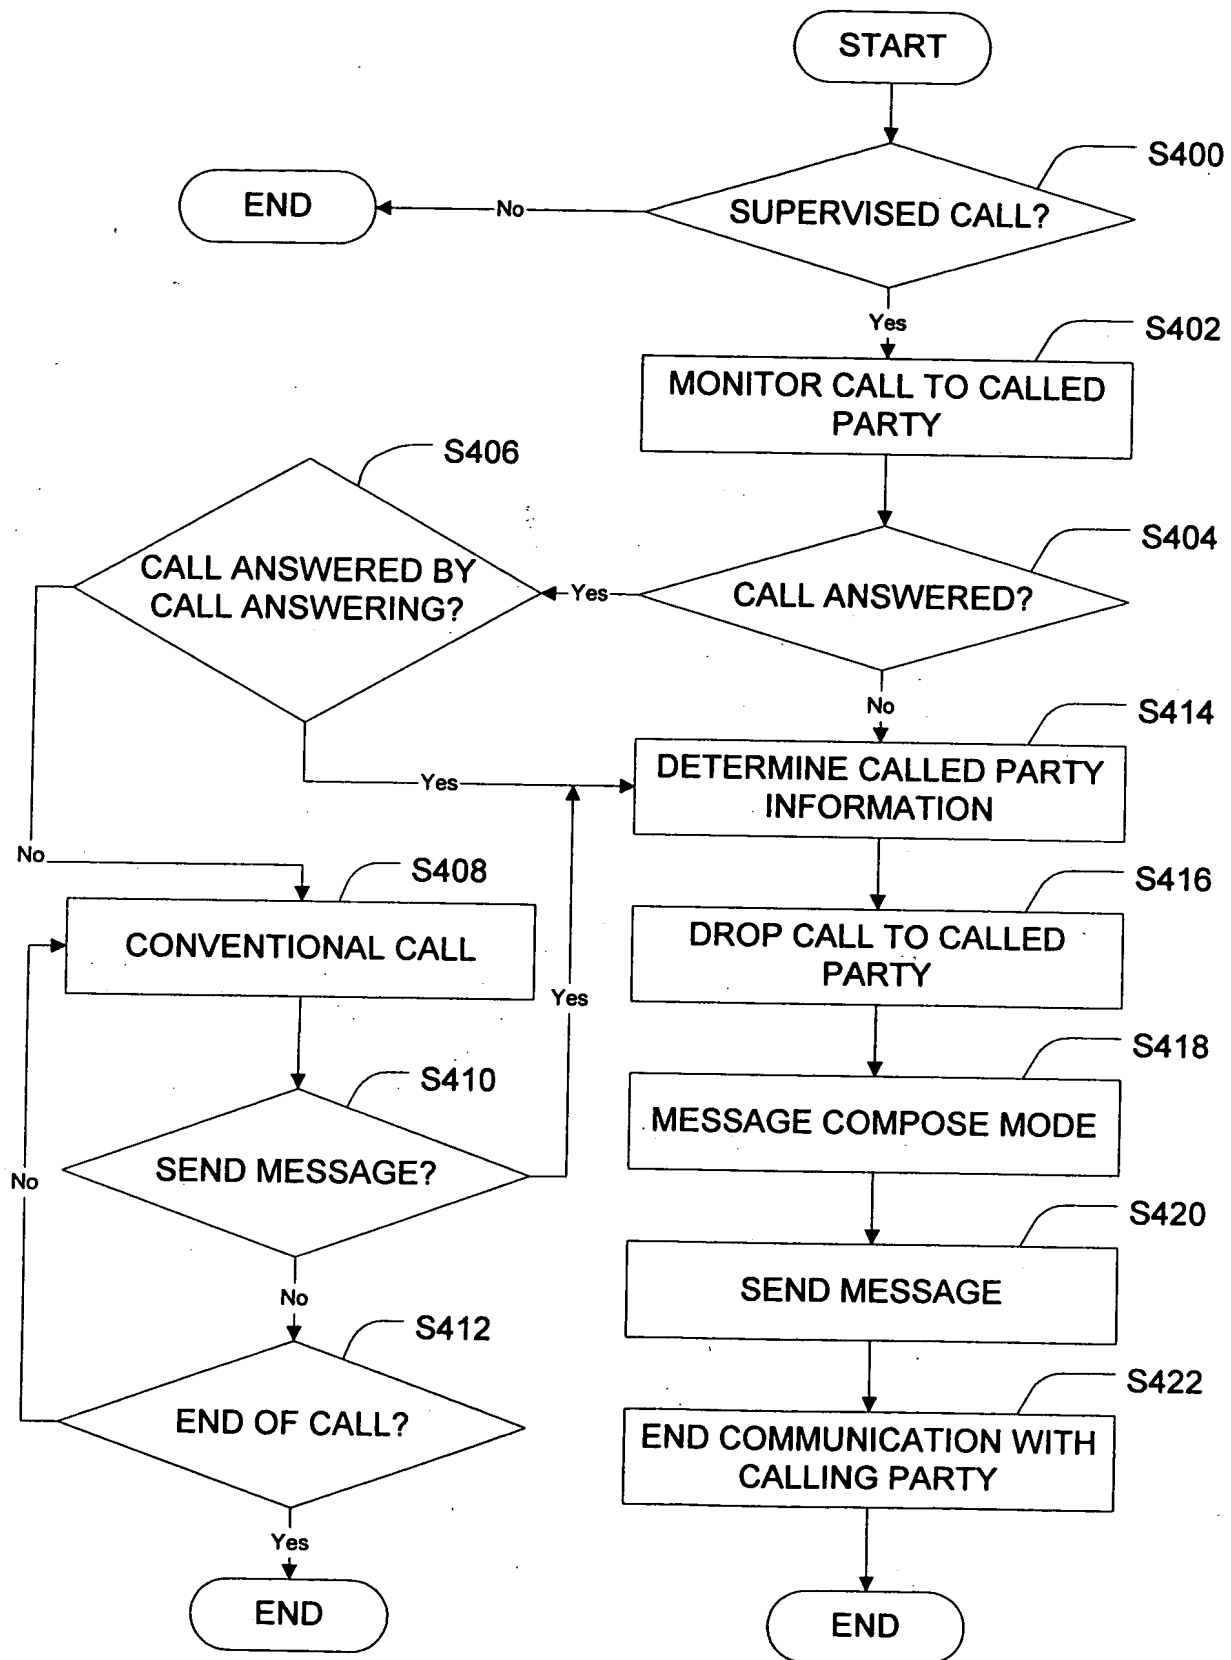 START
S400
END
No
SUPERVISED CALL?
Yes
S402
MONITOR CALL TO CALLED
PARTY
S406
S404
CALL ANSWERED BY
CALL ANSWERING?
Yes
CALL ANSWERED?
No
S414
Yes
DETERMINE CALLED PARTY
INFORMATION
No
S408
S416
CONVENTIONAL CALL
DROP CALL TO CALLED
PARTY
Yes
S418
S410
MESSAGE COMPOSE MODE
No
SEND MESSAGE?
S420
No
SEND MESSAGE
S412
S422
END OF CALL?
END COMMUNICATION WITH
CALLING PARTY
Yes
END
END